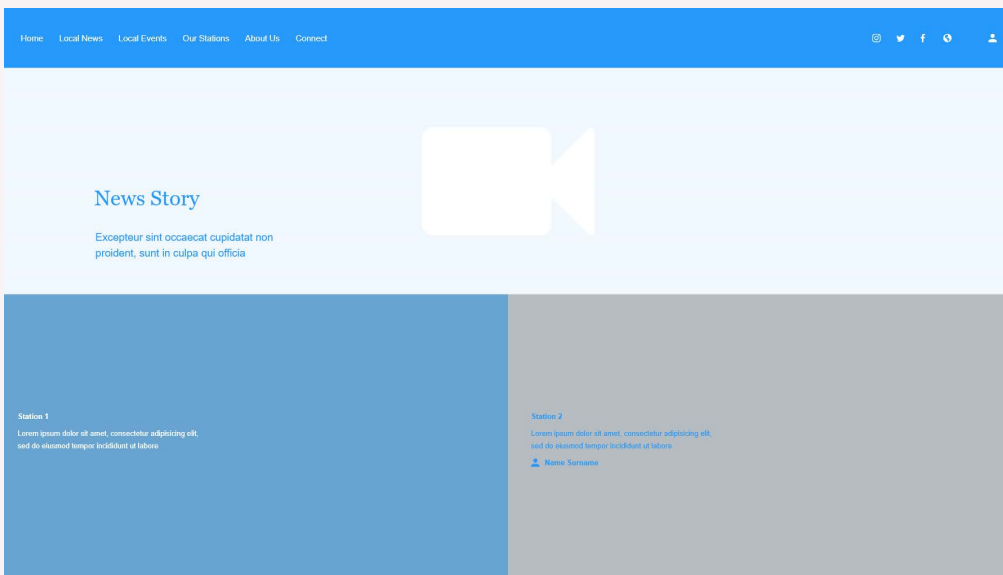 Home Local News Local Events Our Stations About Us Connect
News Story
Excepteur sint occaecat cupidatat non
proident, sunt in culpa qui officia
Station 1
Lorem ipsum dolor sit amet, consectetur adipisicing elit,
sed do eiusmod tempor incididunt ut labore
Station 2
Lorem ipsum dolor sit amet, consectetur adipisicing elit,
sed do eiusmod tempor incididunt ut labore
Name Surname